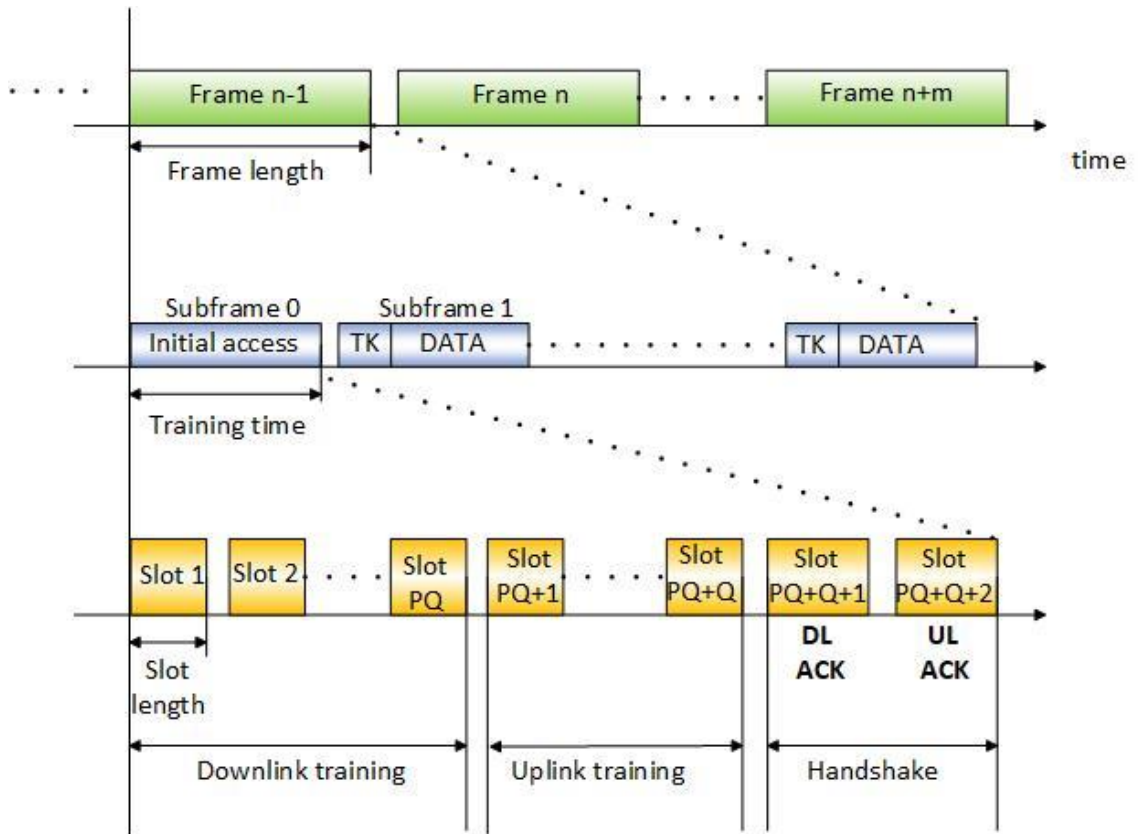 Frame n-1
Frame n
Frame n+m
time
Frame length
Subframe 0
Subframe 1
Initial access
TK
DATA
TK
DATA
Training time
Slot 1
Slot 2
Slot
PQ
Slot
PQ+1
Slot
PQ+Q
Slot
PQ+Q+1
Slot
PQ+Q+2
DL
ACK
UL
ACK
Slot
length
Downlink training
Uplink training
Handshake